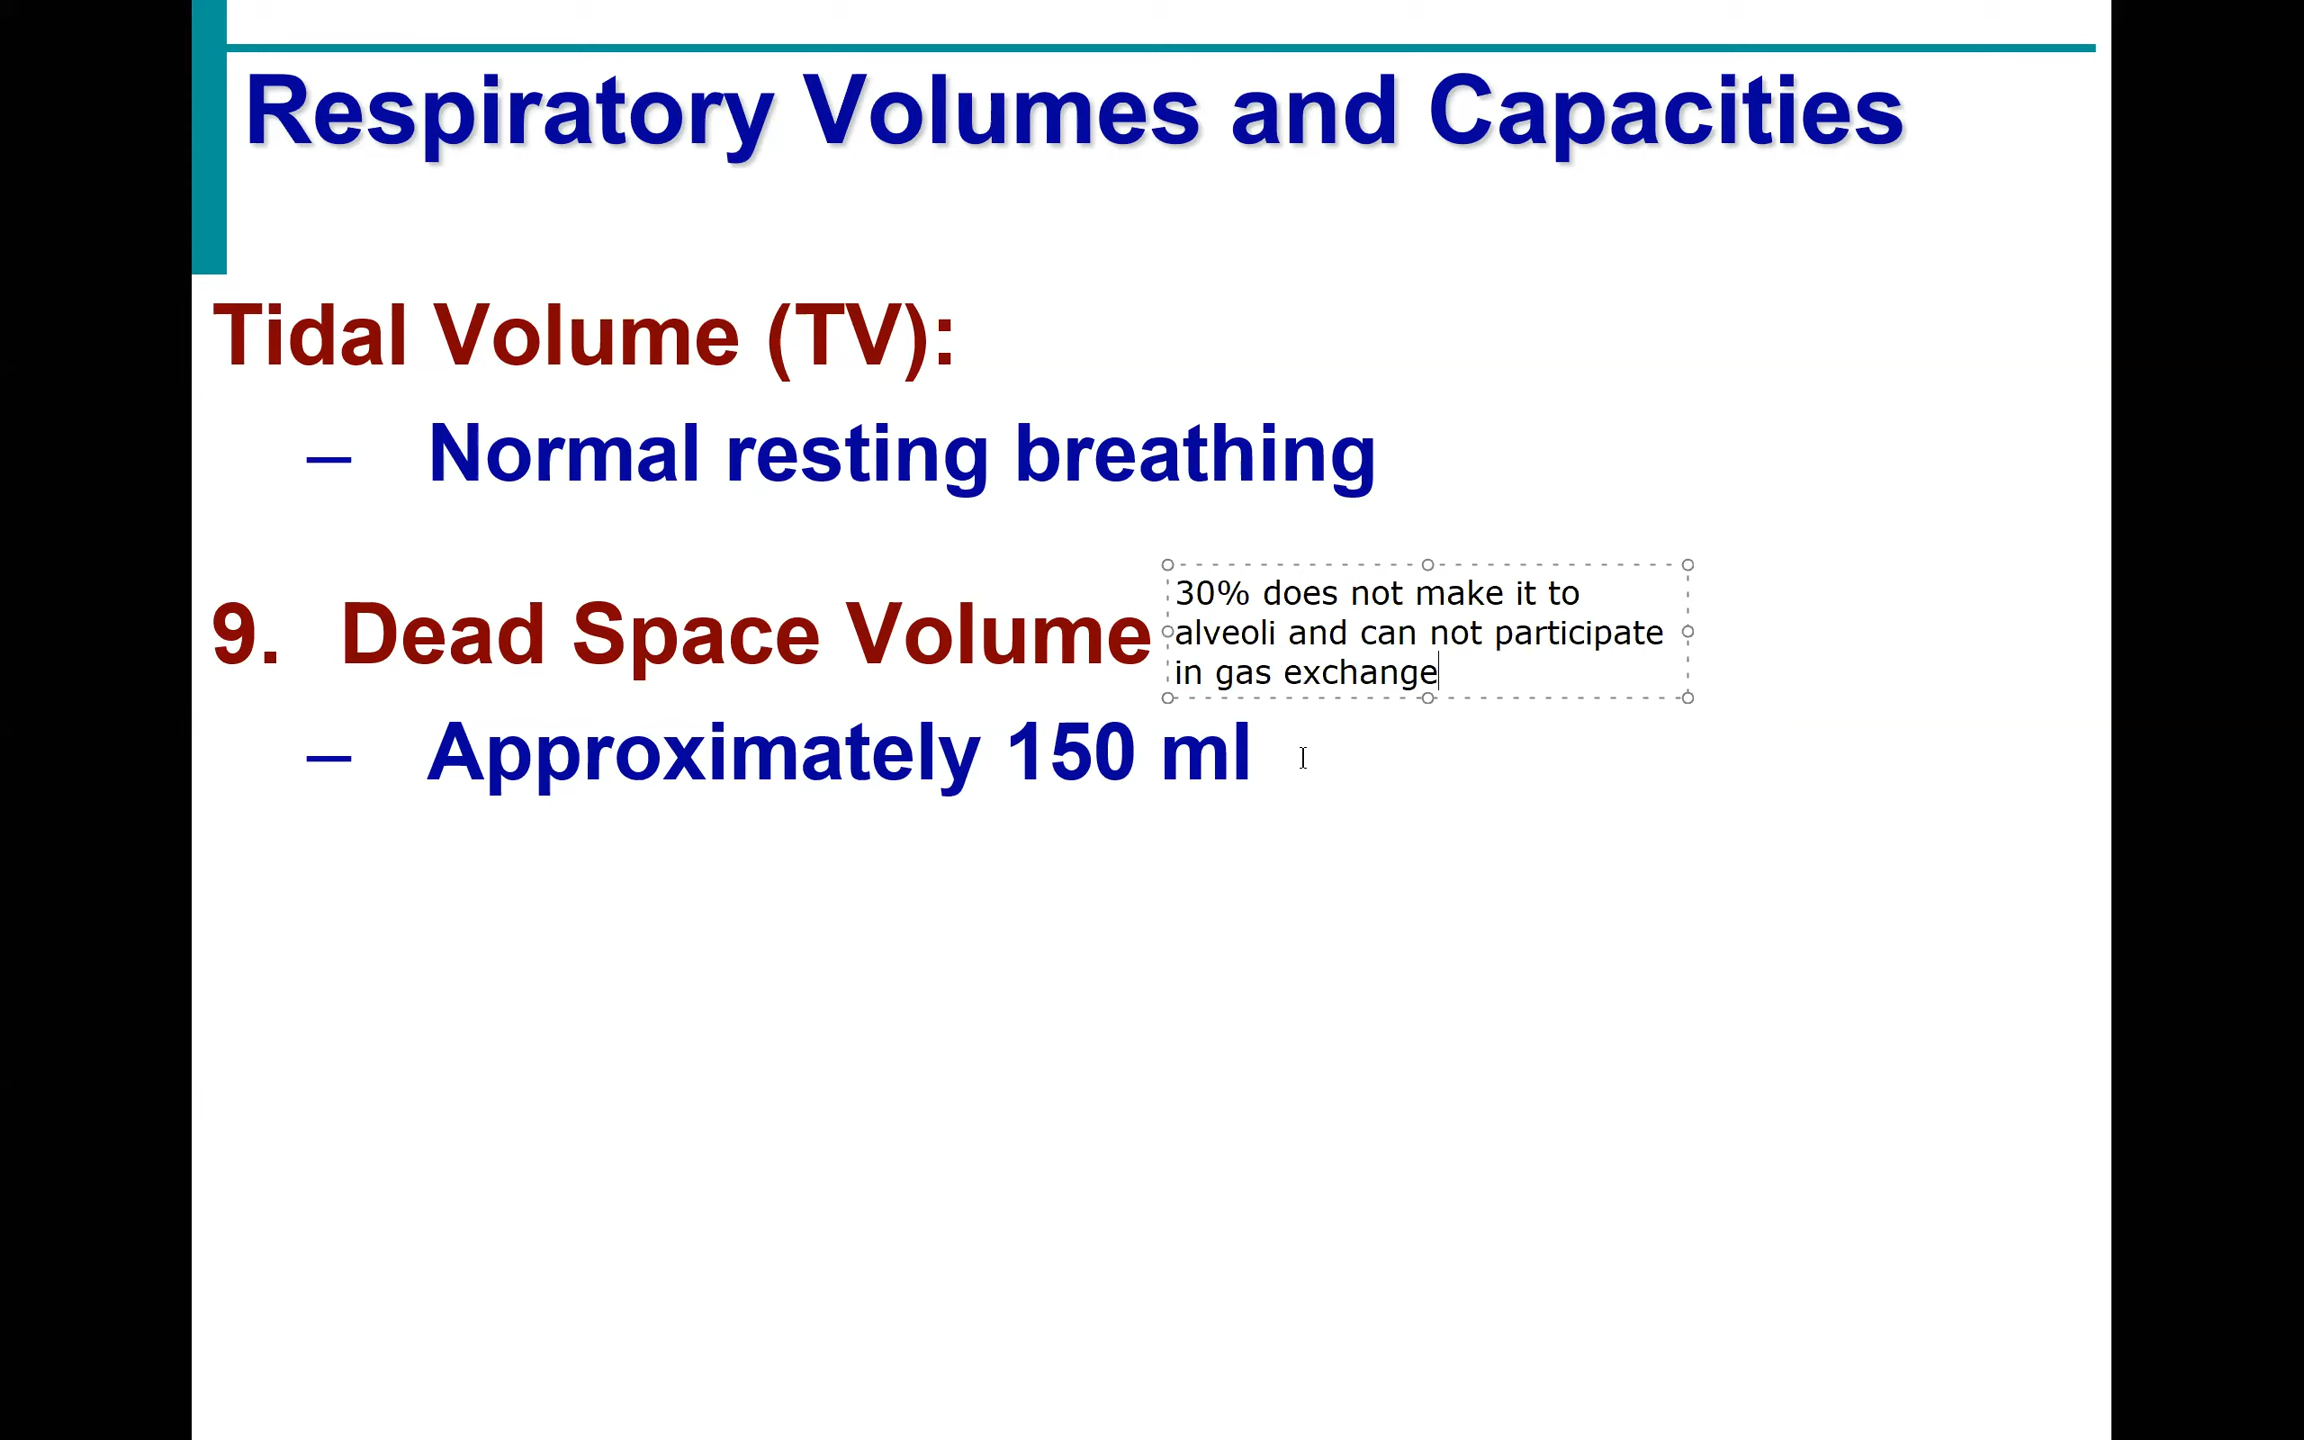 Respiratory Volumes and Capacities
Tidal Volume (TV):
– Normal resting breathing
9. Dead Space Volume
30% does not make it to
alveoli and can not participate
in gas exchange
– Approximately 150 ml